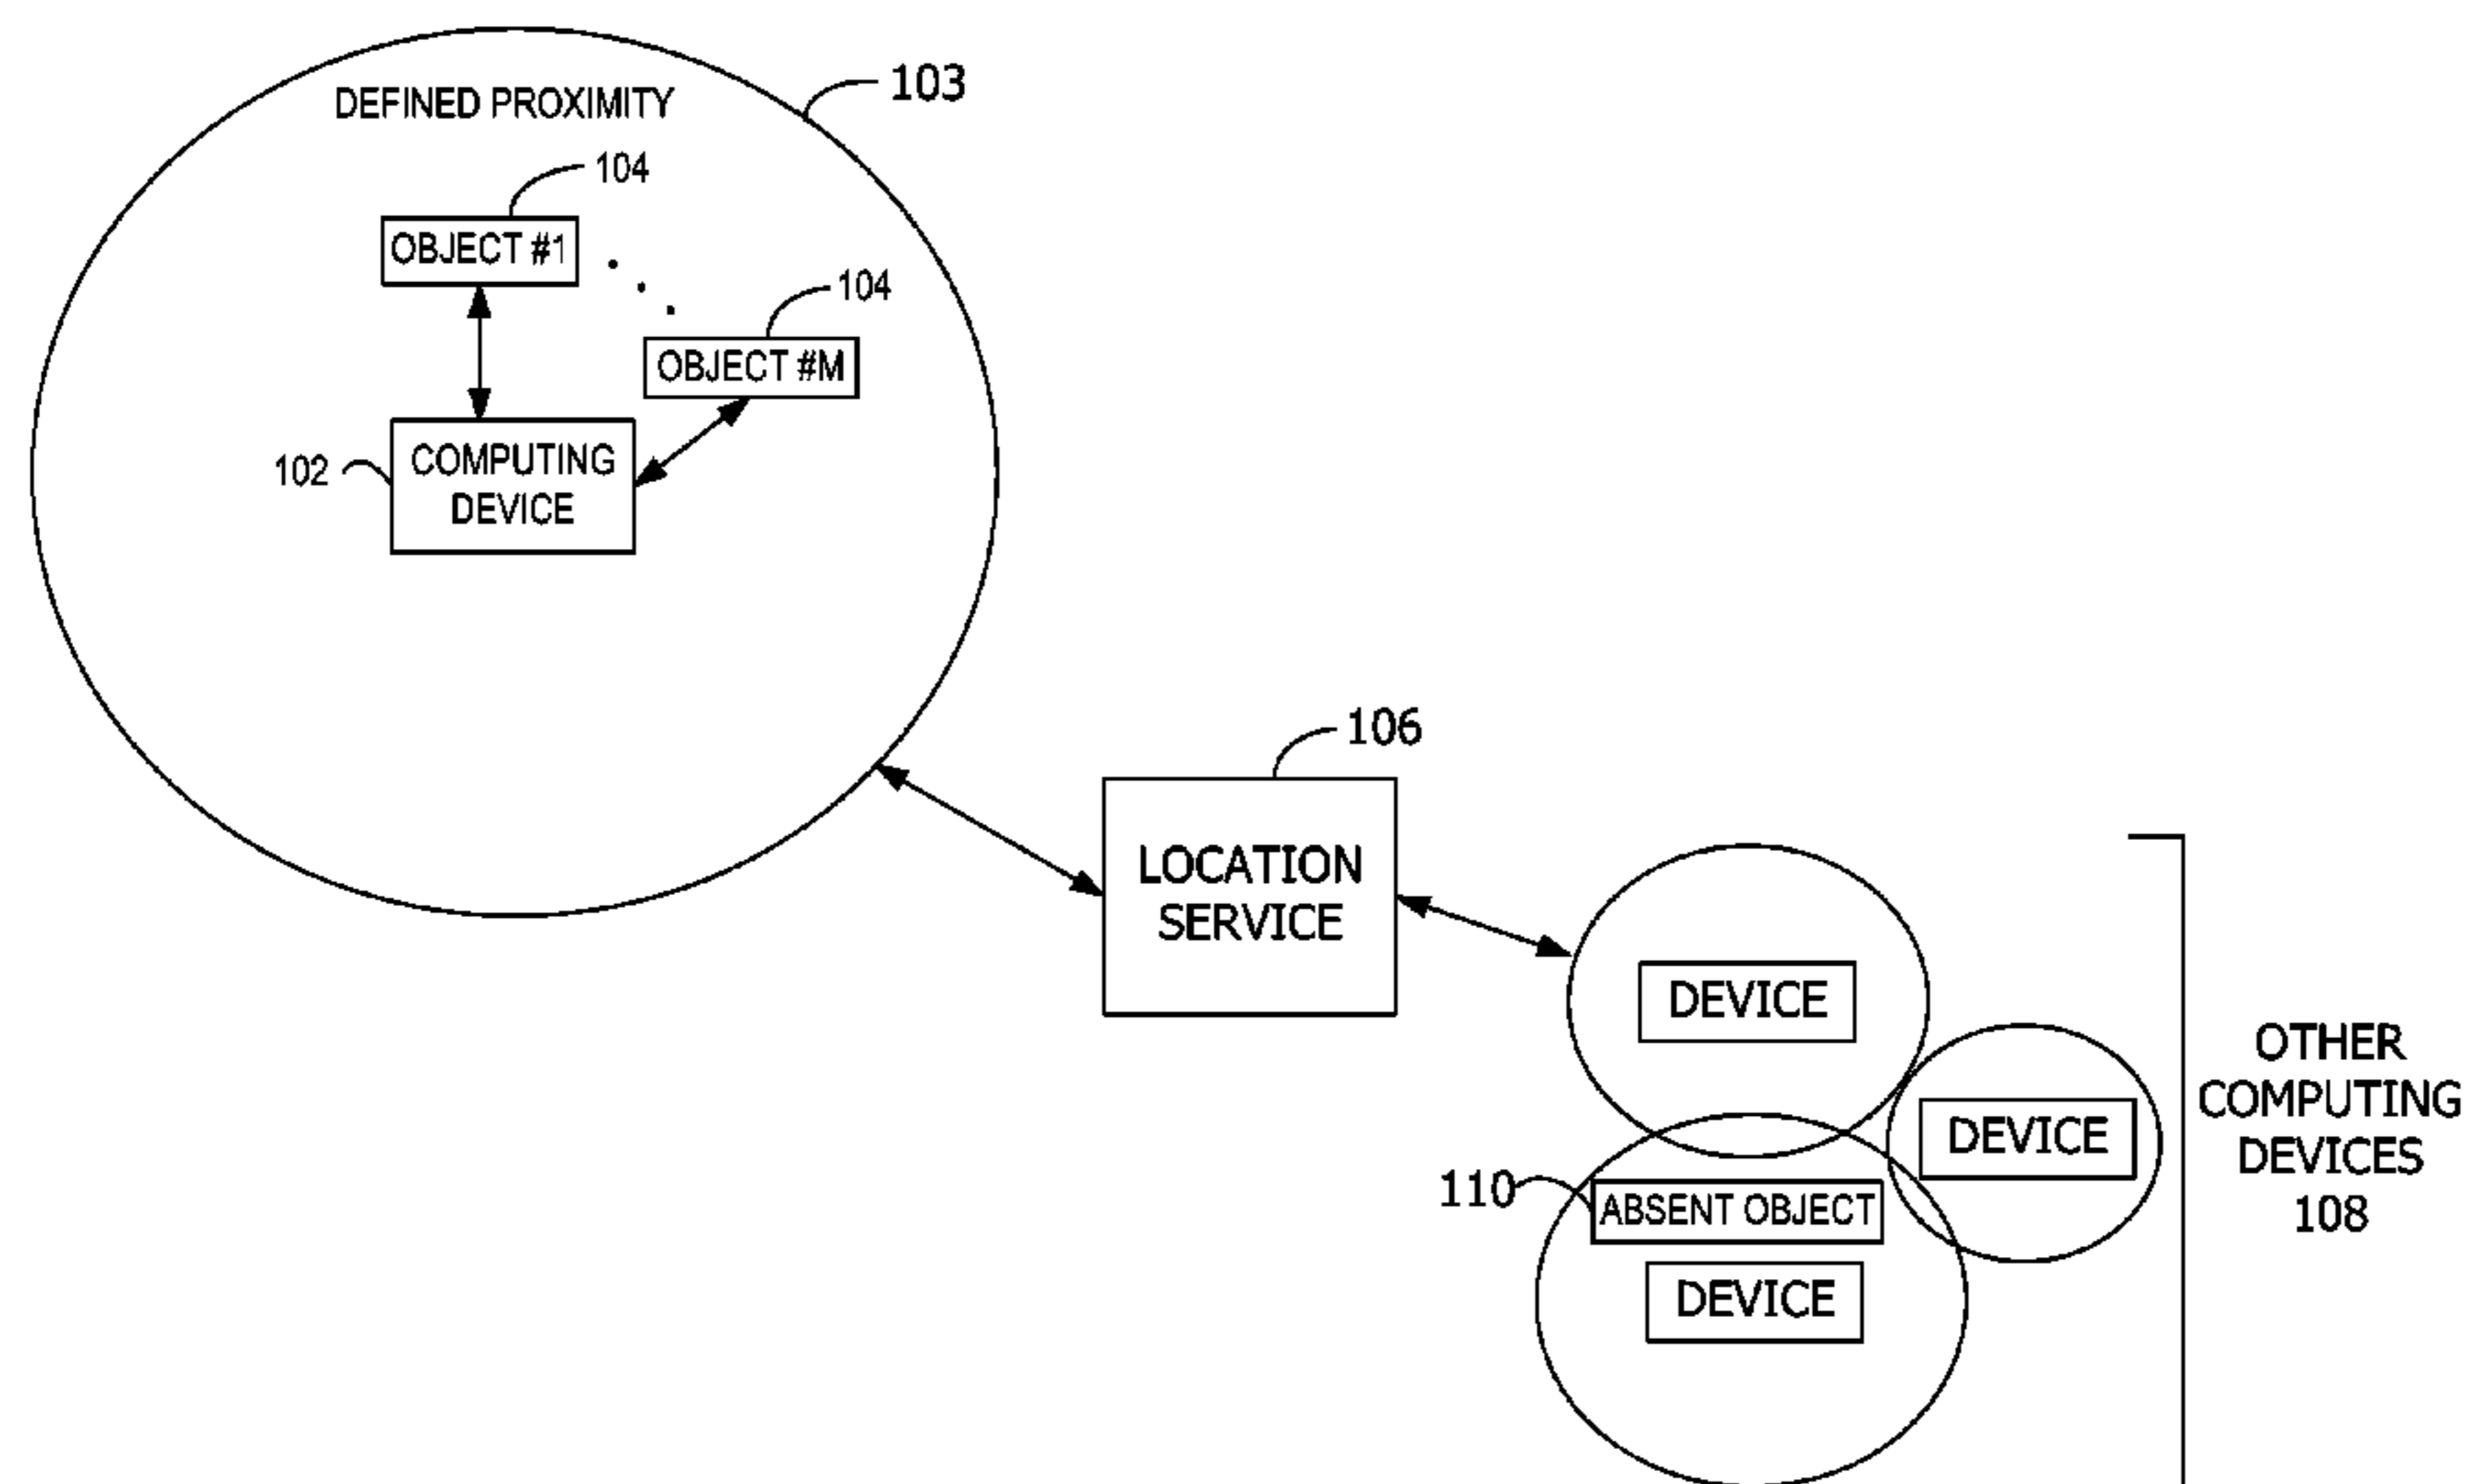 DEFINED PROXIMITY
103
104
OBJECT #1
104
OBJECT #M
102
COMPUTING
DEVICE
106
LOCATION
SERVICE
DEVICE
DEVICE
110
ABSENT OBJECT
DEVICE
OTHER
COMPUTING
DEVICES
108